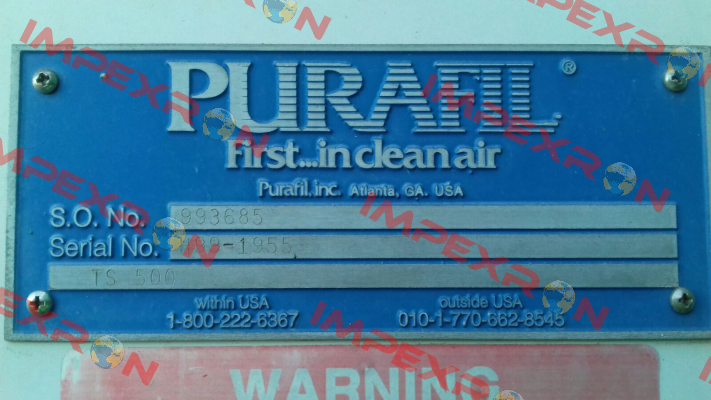 PURAFIL®
First...in clean air
Purafil, inc. Atlanta, GA. USA
S.O. No. 993685
Serial No.
TS 500
within USA
outside USA
1-800-222-6367
010-1-770-662-8545
WARNING
IMPEXRON